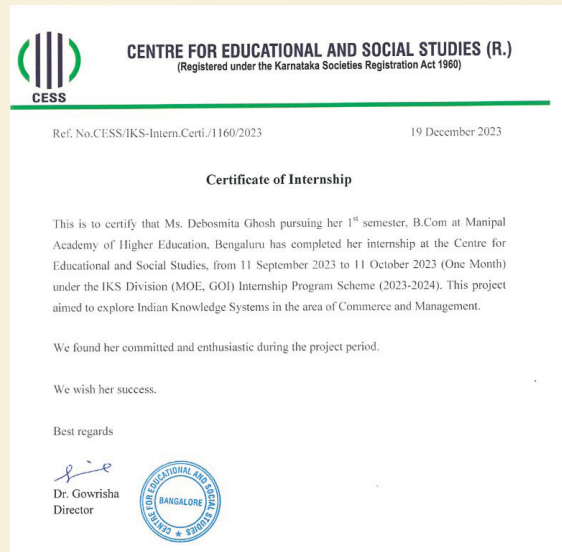 CENTRE FOR EDUCATIONAL AND SOCIAL STUDIES (R.)
(Registered under the Karnataka Societies Registration Act 1960)
CESS
Ref. No.CESS/IKS-Intern.Certi./1160/2023 19 December 2023
Certificate of Internship
This is to certify that Ms. Debosmita Ghosh pursuing her 1st semester, B.Com at Manipal
Academy of Higher Education, Bengaluru has completed her internship at the Centre for
Educational and Social Studies, from 11 September 2023 to 11 October 2023 (One Month)
under the IKS Division (MOE, GOI) Internship Program Scheme (2023-2024). This project
aimed to explore Indian Knowledge Systems in the area of Commerce and Management.
We found her committed and enthusiastic during the project period.
We wish her success.
Best regards
Dr. Gowrisha
Director
CENTRE FOR EDUCATIONAL AND SOCIAL STUDIES ★
BANGALORE